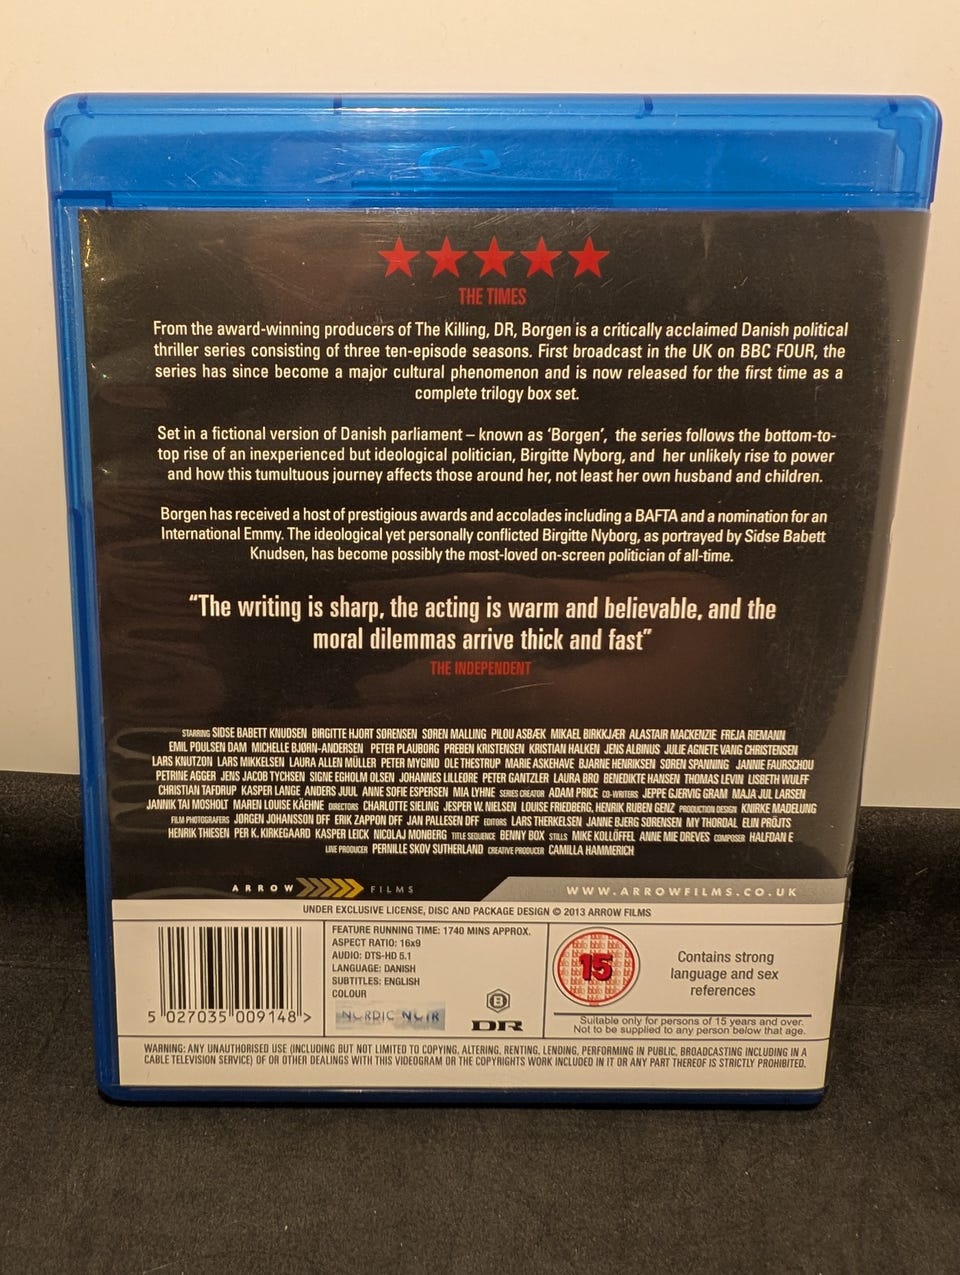 THE TIMES
From the award-winning producers of The Killing, DR, Borgen is a critically acclaimed Danish political
thriller series consisting of three ten-episode seasons. First broadcast in the UK on BBC FOUR, the
series has since become a major cultural phenomenon and is now released for the first time as a
complete trilogy box set.
Set in a fictional version of Danish parliament – known as ‘Borgen’, the series follows the bottom-to-
top rise of an inexperienced but ideological politician, Birgitte Nyborg, and her unlikely rise to power
and how this tumultuous journey affects those around her, not least her own husband and children.
Borgen has received a host of prestigious awards and accolades including a BAFTA and a nomination for an
International Emmy. The ideological yet personally conflicted Birgitte Nyborg, as portrayed by Sidse Babett
Knudsen, has become possibly the most-loved on-screen politician of all-time.
“The writing is sharp, the acting is warm and believable, and the
moral dilemmas arrive thick and fast”
THE INDEPENDENT
STARRING SIDSE BABETT KNUDSEN BIRGITTE HJORT SØRENSEN SØREN MALLING PILOU ASBÆK MIKAEL BIRKKJÆR ALASTAIR MACKENZIE FREJA RIEMANN
EMIL POULSEN DAM MICHELLE BJØRN-ANDERSEN PETER PLAUBORG PREBEN KRISTENSEN KRISTIAN HALKEN JENS ALBINUS JULIE AGNETE VANG CHRISTENSEN
LARS KNUTZON LARS MIKKELSEN LAURA ALLEN MÜLLER PETER MYGIND OLE THESTRUP MARIE ASKEHAVE BJARNE HENRIKSEN SØREN SPANNING JANNIE FAURSCHOU
PETRINE AGGER JENS JACOB TYCHSEN SIGNE EGHOLM OLSEN JOHANNES LILLEØRE PETER GANTZLER LAURA BRO BENEDIKTE HANSEN THOMAS LEVIN LISBETH WULFF
CHRISTIAN TAFDRUP KASPER LANGE ANDERS JUUL ANNE SOFIE ESPERSEN MIA LYHNE SERIES CREATOR ADAM PRICE CO-WRITERS JEPPE GJERVIG GRAM MAJA JUL LARSEN
JANNIK TAI MOSHOLT MAREN LOUISE KÄEHNE DIRECTORS CHARLOTTE SIELING JESPER W. NIELSEN LOUISE FRIEDBERG, HENRIK RUBEN GENZ PRODUCTION DESIGN KNIRKE MADELUNG
FILM PHOTOGRAFERS JØRGEN JOHANSSON DFF ERIK ZAPPON DFF JAN PALLESEN DFF EDITORS LARS THERKELSEN JANNE BJERG SØRENSEN MY THORDAL ELIN PRÖJTS
HENRIK THIESEN PER K. KIRKEGAARD KASPER LEICK NICOLAJ MONBERG TITLE SEQUENCE BENNY BOX STILLS MIKE KOLLÖFFEL ANNE MIE DREVES COMPOSER HALFDAN E
LINE PRODUCER PERNILLE SKOV SUTHERLAND CREATIVE PRODUCER CAMILLA HAMMERICH
ARROW FILMS
WWW.ARROWFILMS.CO.UK
UNDER EXCLUSIVE LICENSE, DISC AND PACKAGE DESIGN © 2013 ARROW FILMS
5 027035 009148 >
FEATURE RUNNING TIME: 1740 MINS APPROX.
ASPECT RATIO: 16x9
AUDIO: DTS-HD 5.1
LANGUAGE: DANISH
SUBTITLES: ENGLISH
COLOUR
NORDIC NOIR
B
DR
15
Contains strong
language and sex
references
Suitable only for persons of 15 years and over.
Not to be supplied to any person below that age.
WARNING: ANY UNAUTHORISED USE (INCLUDING BUT NOT LIMITED TO COPYING, ALTERING, RENTING, LENDING, PERFORMING IN PUBLIC, BROADCASTING INCLUDING IN A
CABLE TELEVISION SERVICE) OF OR OTHER DEALINGS WITH THIS VIDEOGRAM OR THE COPYRIGHTS WORK INCLUDED IN IT OR ANY PART THEREOF IS STRICTLY PROHIBITED.